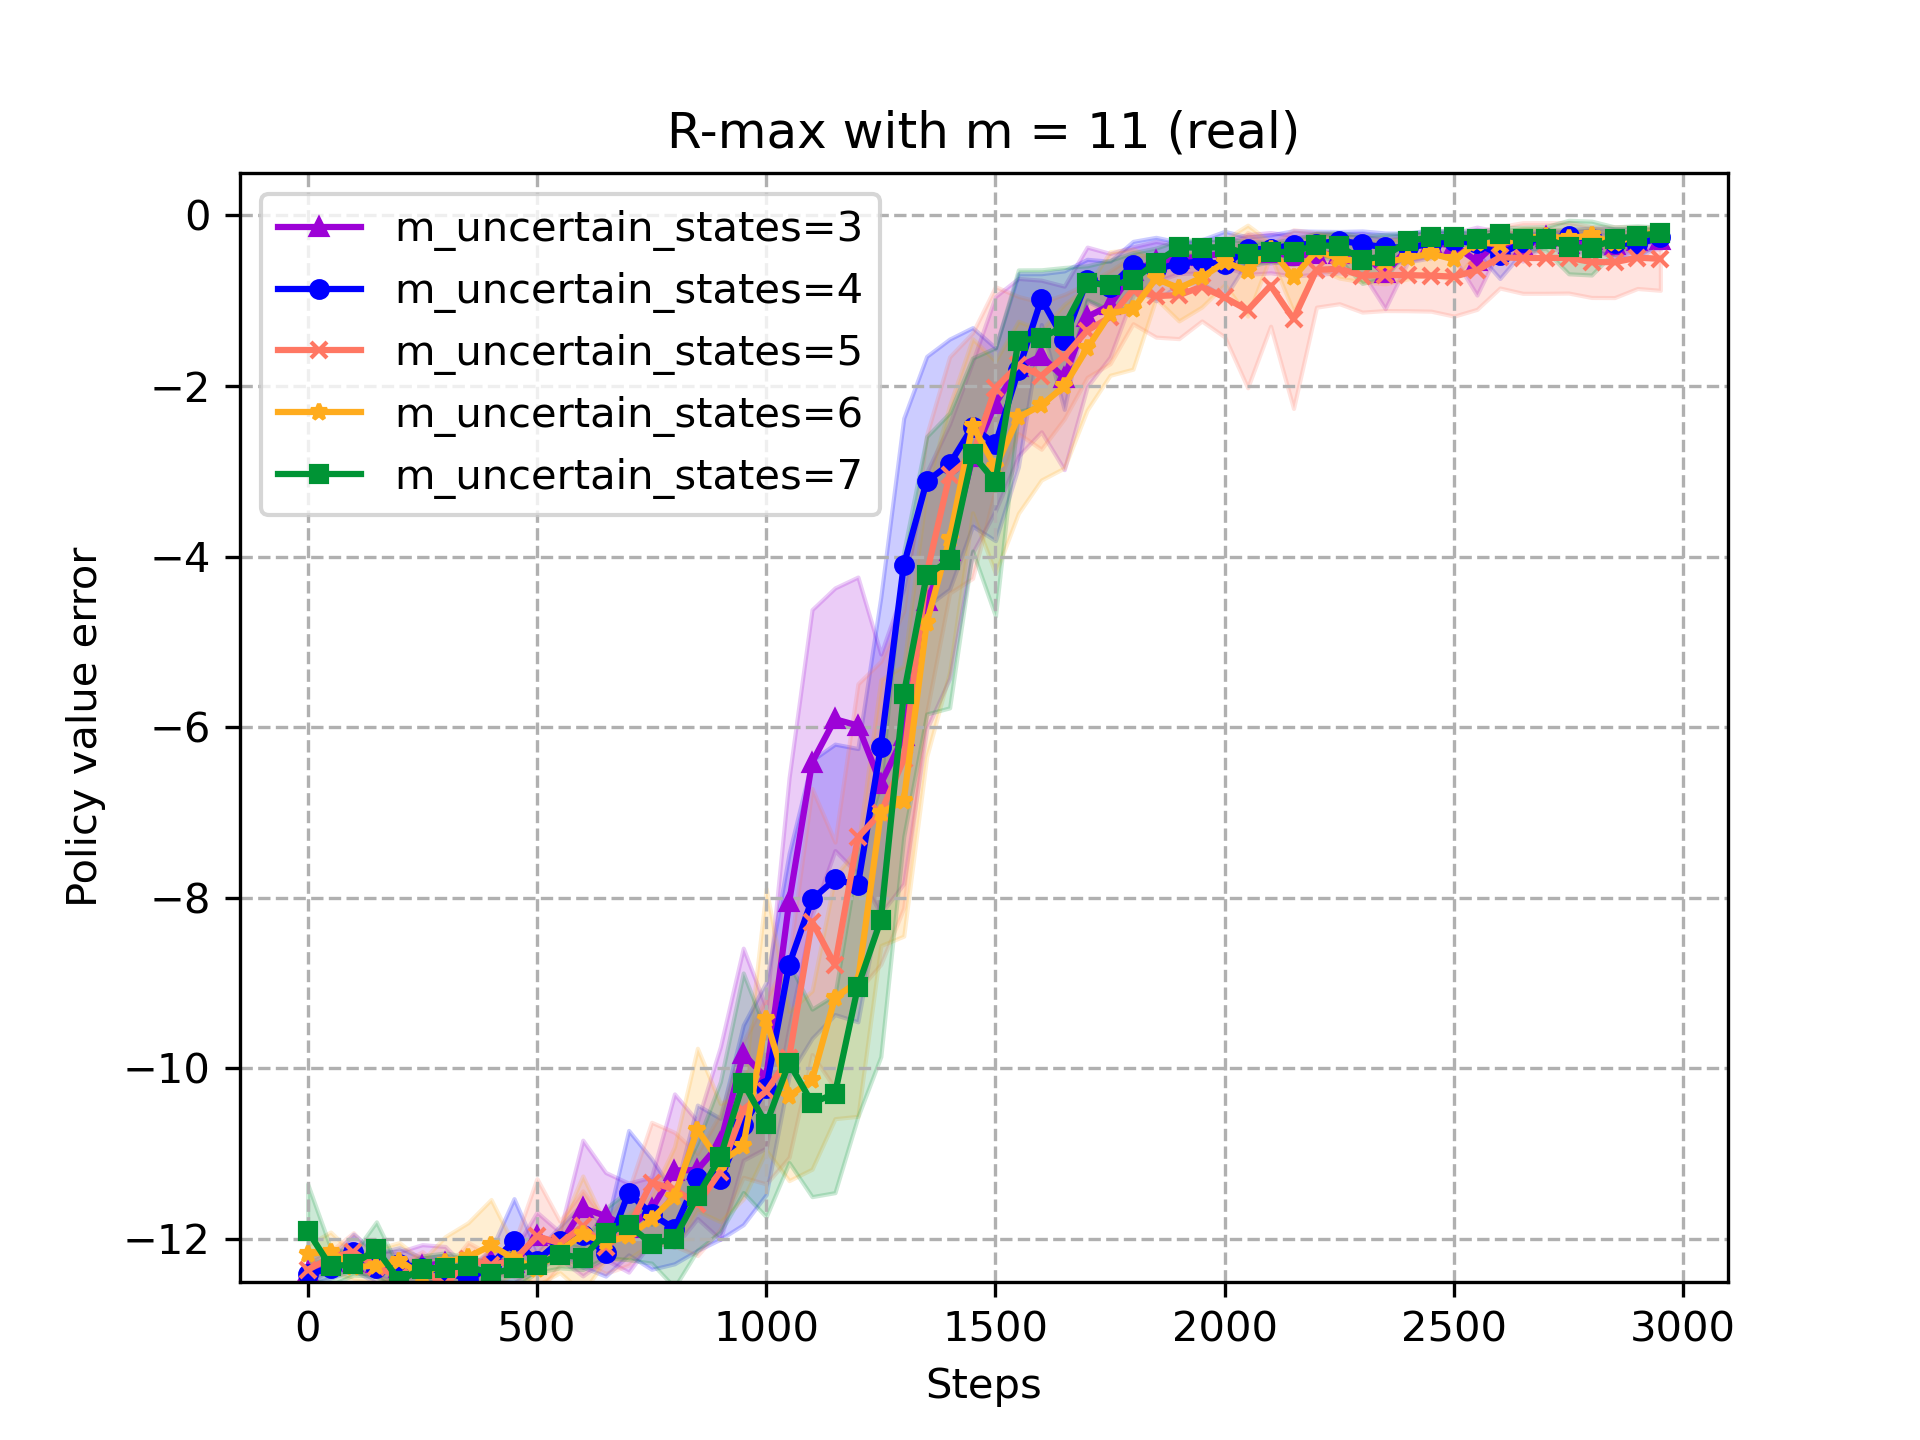 R-max with m = 11 (real)
m_uncertain_states=3
m_uncertain_states=4
m_uncertain_states=5
m_uncertain_states=6
m_uncertain_states=7
Policy value error
0
−2
−4
−6
−8
−10
−12
0 500 1000 1500 2000 2500 3000
Steps